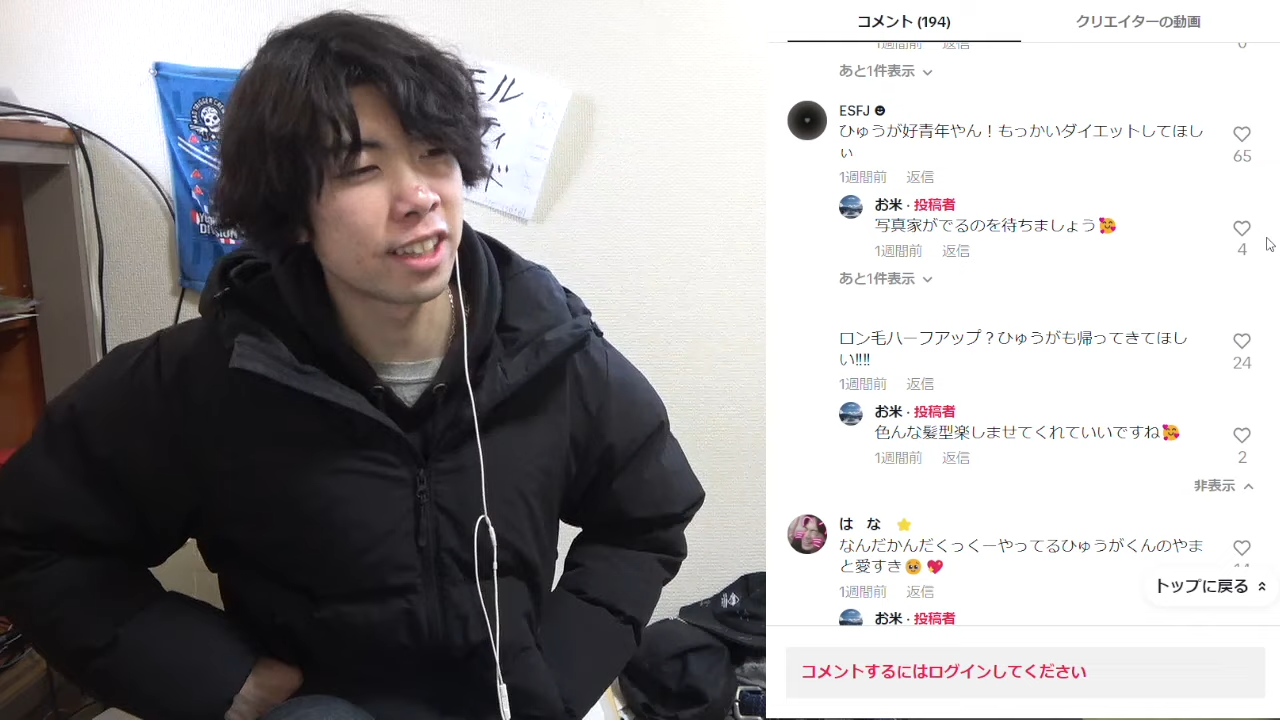 コメント (194)
クリエイターの動画
1週間前 返信
0
あと1件表示
ESFJ
ひゅうが好青年やん！もっかいダイエットしてほし
い
65
1週間前 返信
お米 · 投稿者
写真家がでるのを待ちましょう🥰
4
1週間前 返信
あと1件表示
ロン毛ハーフアップ？ひゅうがも帰ってきてほし
い!!!!
24
1週間前 返信
お米 · 投稿者
色んな髪型楽しませてくれていいですね🥰
2
1週間前 返信
非表示
は な ⭐
なんだかんだくっくーやってるひゅうがくんのやま
と愛すき🥹💖
1週間前 返信
トップに戻る
お米 · 投稿者
コメントするにはログインしてください
モル
ド
DIVISION